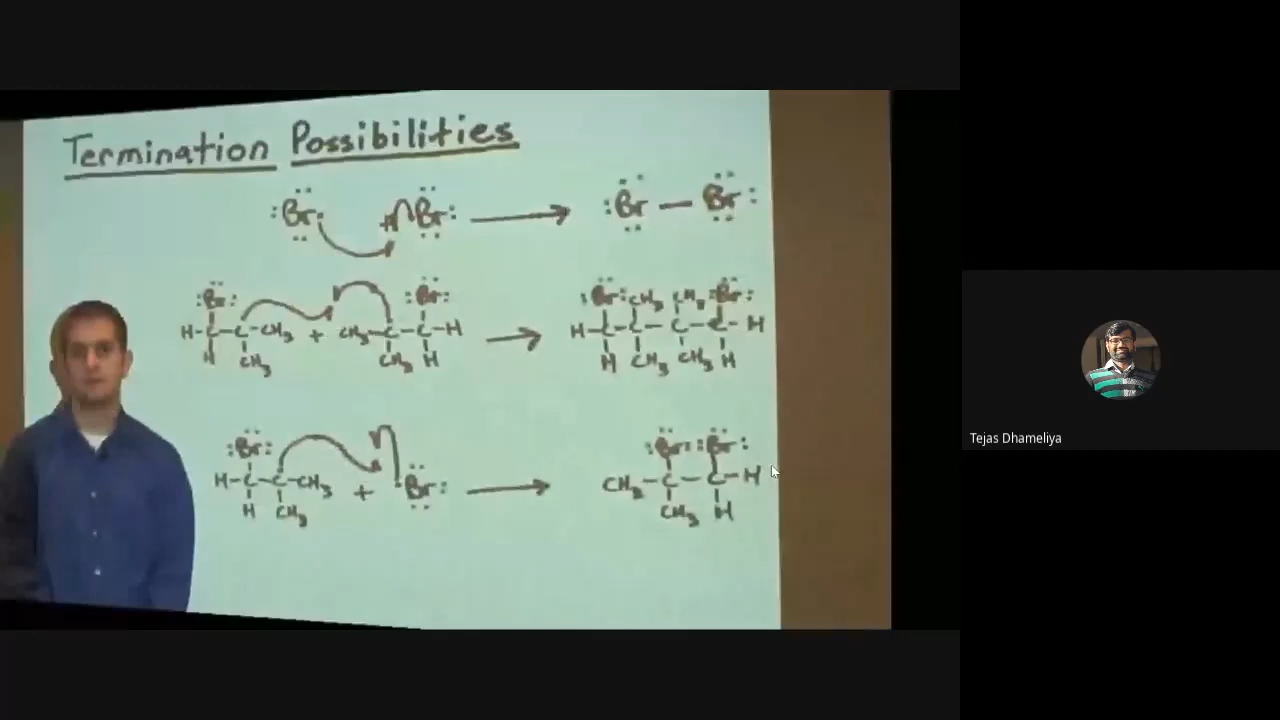 Termination Possibilities
:Br. + .Br: → :Br — Br:
:Br: :Br: :Br: CH3 CH3 :Br:
H-C-C-CH3 + CH3-C-C-H → H-C-C-C-C-H
H CH3 CH3 H H CH3 CH3 H
:Br: :Br: :Br:
H-C-C-CH3 + .Br: → CH3-C-C-H
H CH3 CH3 H
Tejas Dhameliya